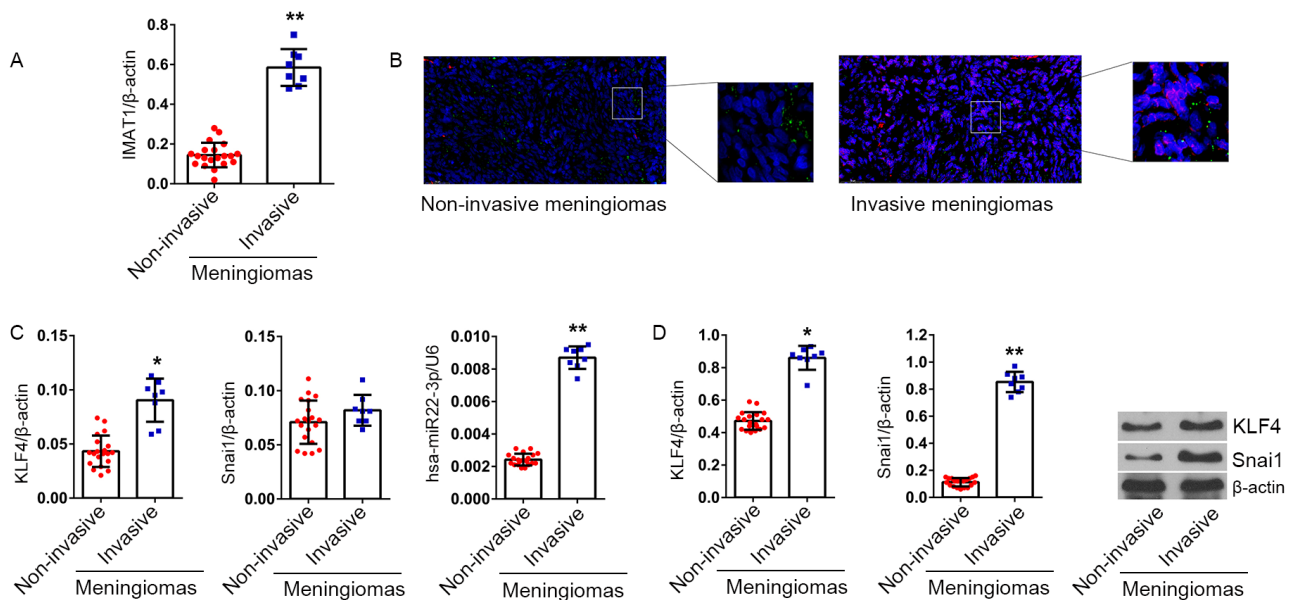 A
IMAT1/β-actin
0.8
0.6
0.4
0.2
0.0
**
Non-invasive
Invasive
Meningiomas
B
Non-invasive meningiomas
Invasive meningiomas
C
KLF4/β-actin
0.15
0.10
0.05
0.00
*
Non-invasive
Invasive
Meningiomas
Snai1/β-actin
0.15
0.10
0.05
0.00
Non-invasive
Invasive
Meningiomas
hsa-miR22-3p/U6
0.010
0.008
0.006
0.004
0.002
0.000
**
Non-invasive
Invasive
Meningiomas
D
KLF4/β-actin
1.0
0.8
0.6
0.4
0.2
0.0
*
Non-invasive
Invasive
Meningiomas
Snai1/β-actin
1.2
1.0
0.8
0.6
0.4
0.2
0.0
**
Non-invasive
Invasive
Meningiomas
KLF4
Snai1
β-actin
Non-invasive
Invasive
Meningiomas